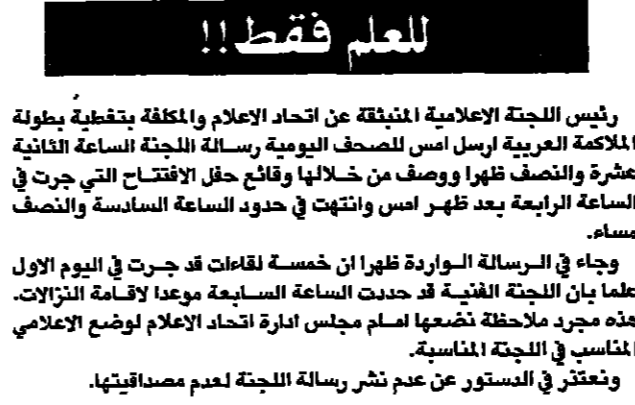 للعلم فقط!!
رئيس اللجنة الاعلامية المنبثقة عن اتحاد الاعلام والمكلفة بتغطية بطولة
الملاكمة العربية ارسل امس للصحف اليومية رسالة اللجنة الساعة الثانية
عشرة والنصف ظهرا ووصف من خلالها وقائع حفل الافتتاح التي جرت في
الساعة الرابعة بعد ظهر امس وانتهت في حدود الساعة السادسة والنصف
مساء.
وجاء في الرسالة الواردة ظهرا ان خمسة لقاءات قد جرت في اليوم الاول
علما بان اللجنة الفنية قد حددت الساعة السابعة موعدا لاقامة النزالات.
هذه مجرد ملاحظة نضعها امام مجلس ادارة اتحاد الاعلام لوضع الاعلامي
المناسب في اللجنة المناسبة.
ونعتذر في الدستور عن عدم نشر رسالة اللجنة لعدم مصداقيتها.